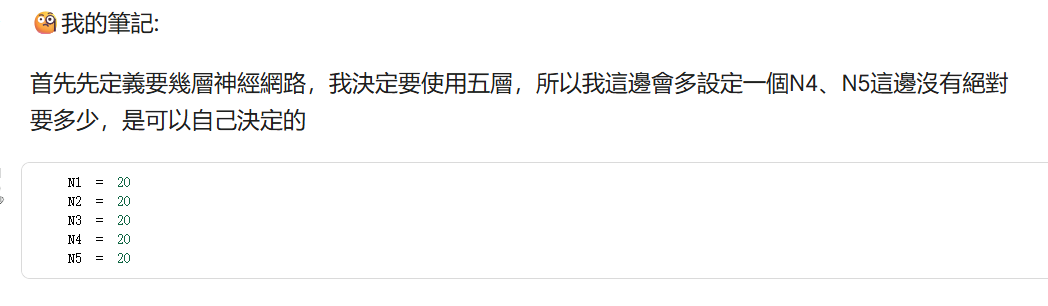 🧐我的筆記:
首先先定義要幾層神經網路，我決定要使用五層，所以我這邊會多設定一個N4、N5這邊沒有絕對
要多少，是可以自己決定的
N1 = 20
N2 = 20
N3 = 20
N4 = 20
N5 = 20